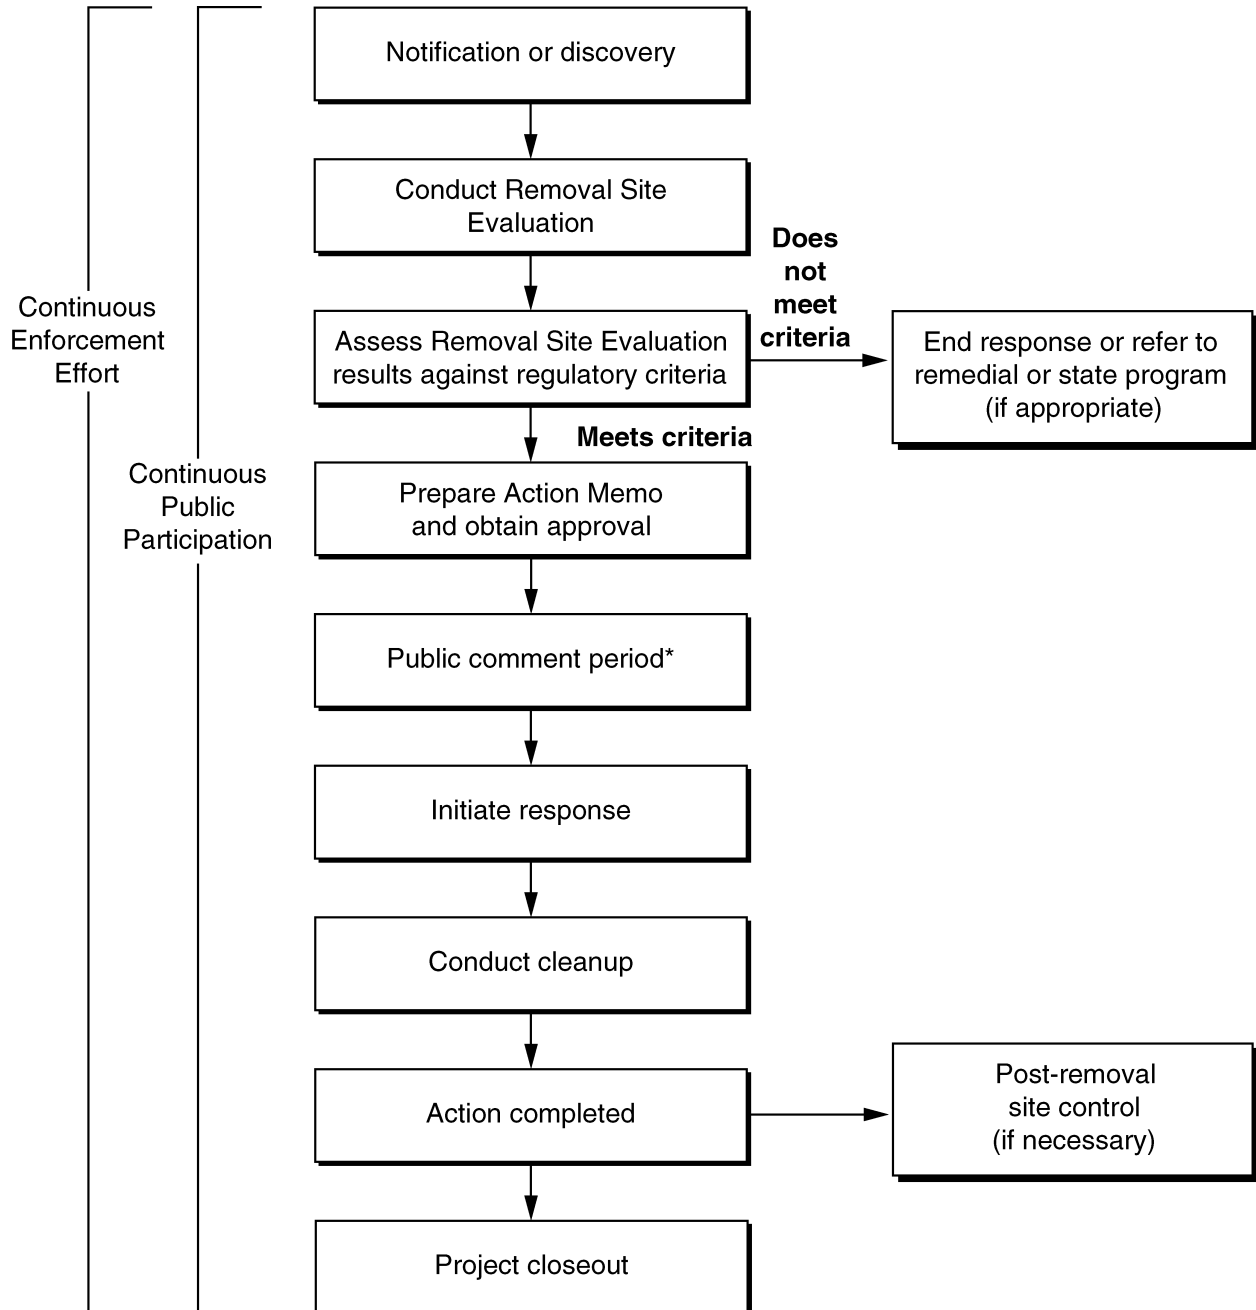 Notification or discovery
Conduct Removal Site
Evaluation
Does
not
meet
criteria
Continuous
Enforcement
Effort
Assess Removal Site Evaluation
results against regulatory criteria
End response or refer to
remedial or state program
(if appropriate)
Meets criteria
Continuous
Public
Participation
Prepare Action Memo
and obtain approval
Public comment period*
Initiate response
Conduct cleanup
Action completed
Post-removal
site control
(if necessary)
Project closeout